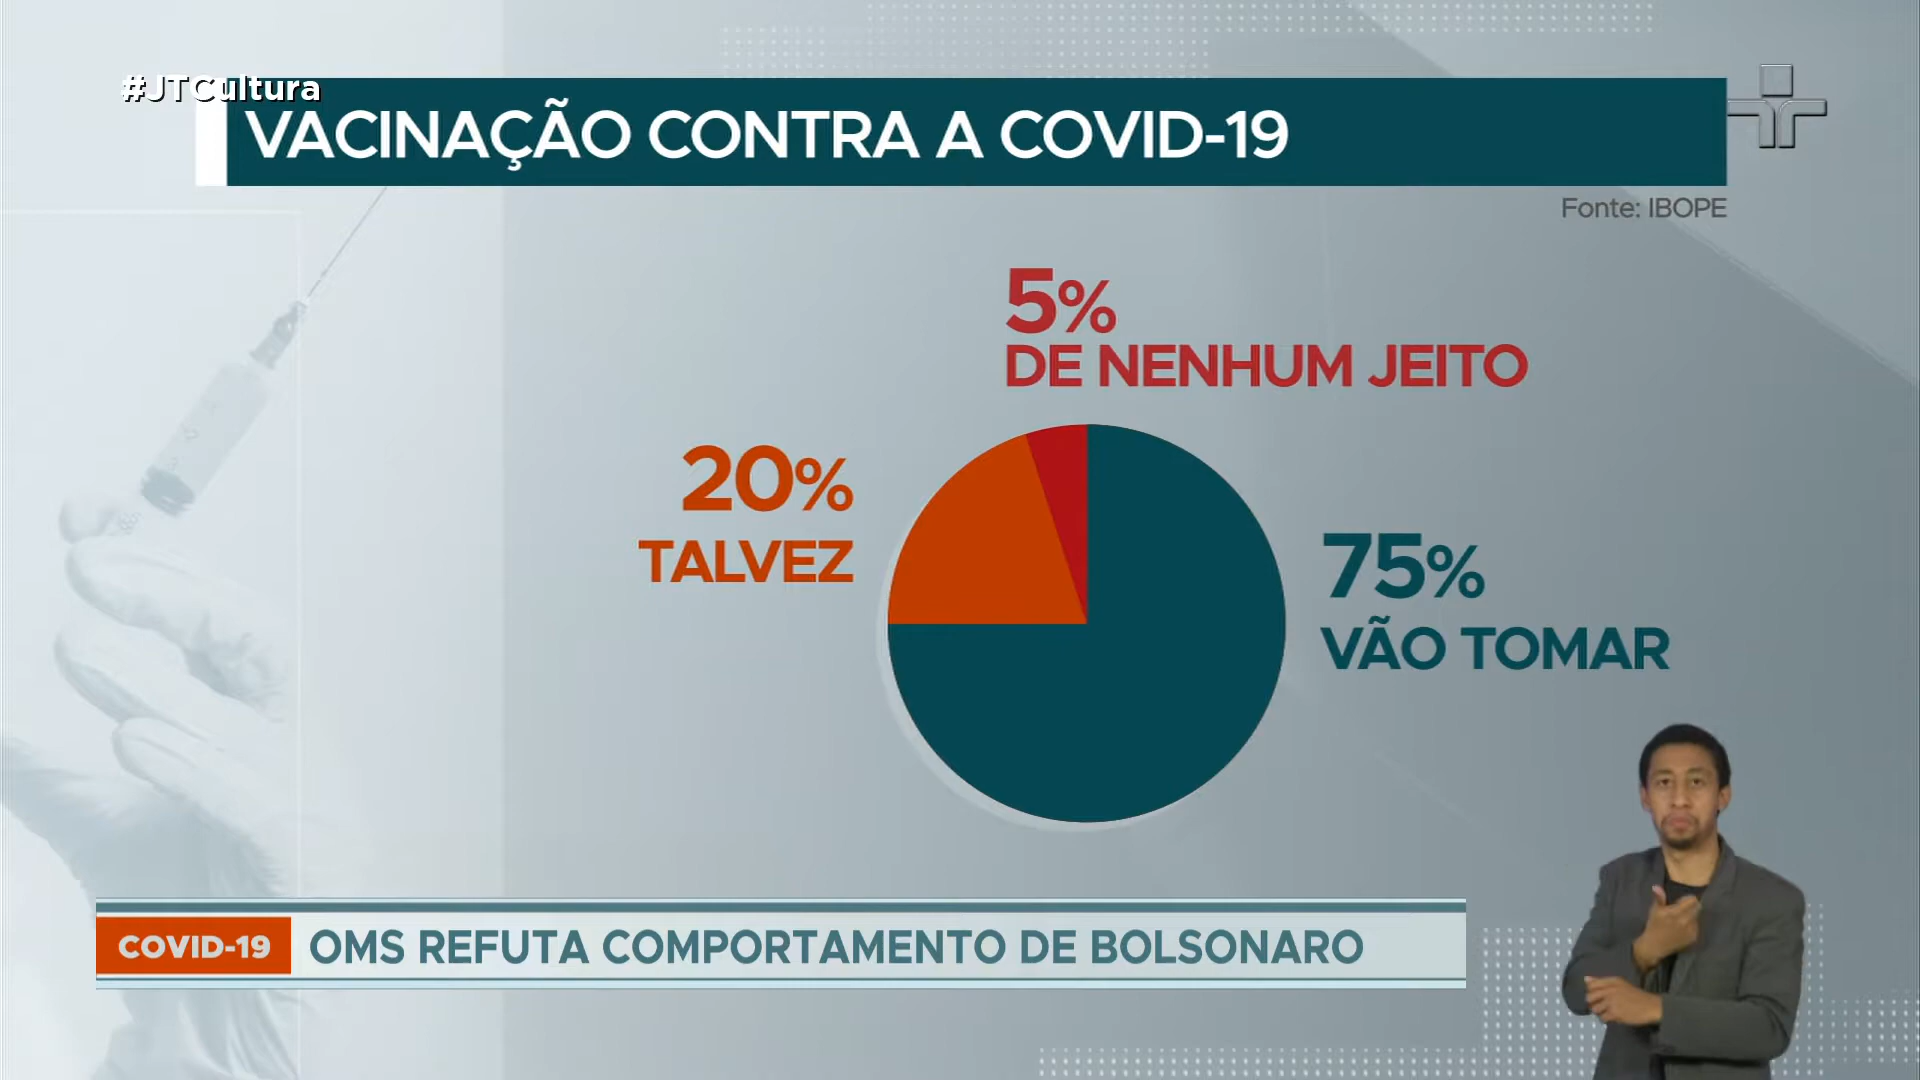 #JTCultura
VACINAÇÃO CONTRA A COVID-19
Fonte: IBOPE
5%
DE NENHUM JEITO
20%
TALVEZ
75%
VÃO TOMAR
COVID-19
OMS REFUTA COMPORTAMENTO DE BOLSONARO